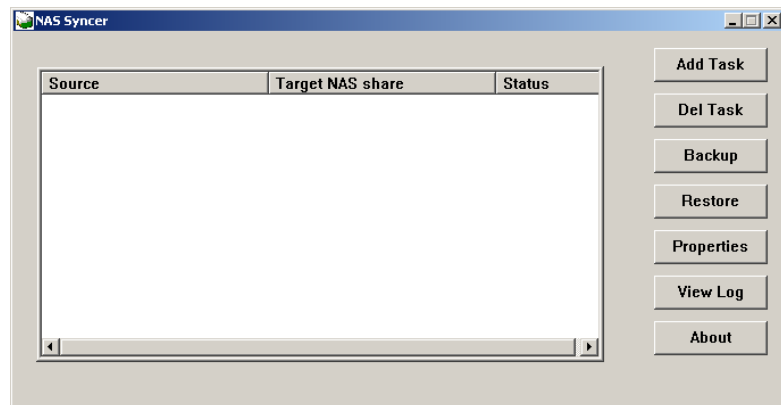 NAS Syncer
Source Target NAS share Status
Add Task
Del Task
Backup
Restore
Properties
View Log
About